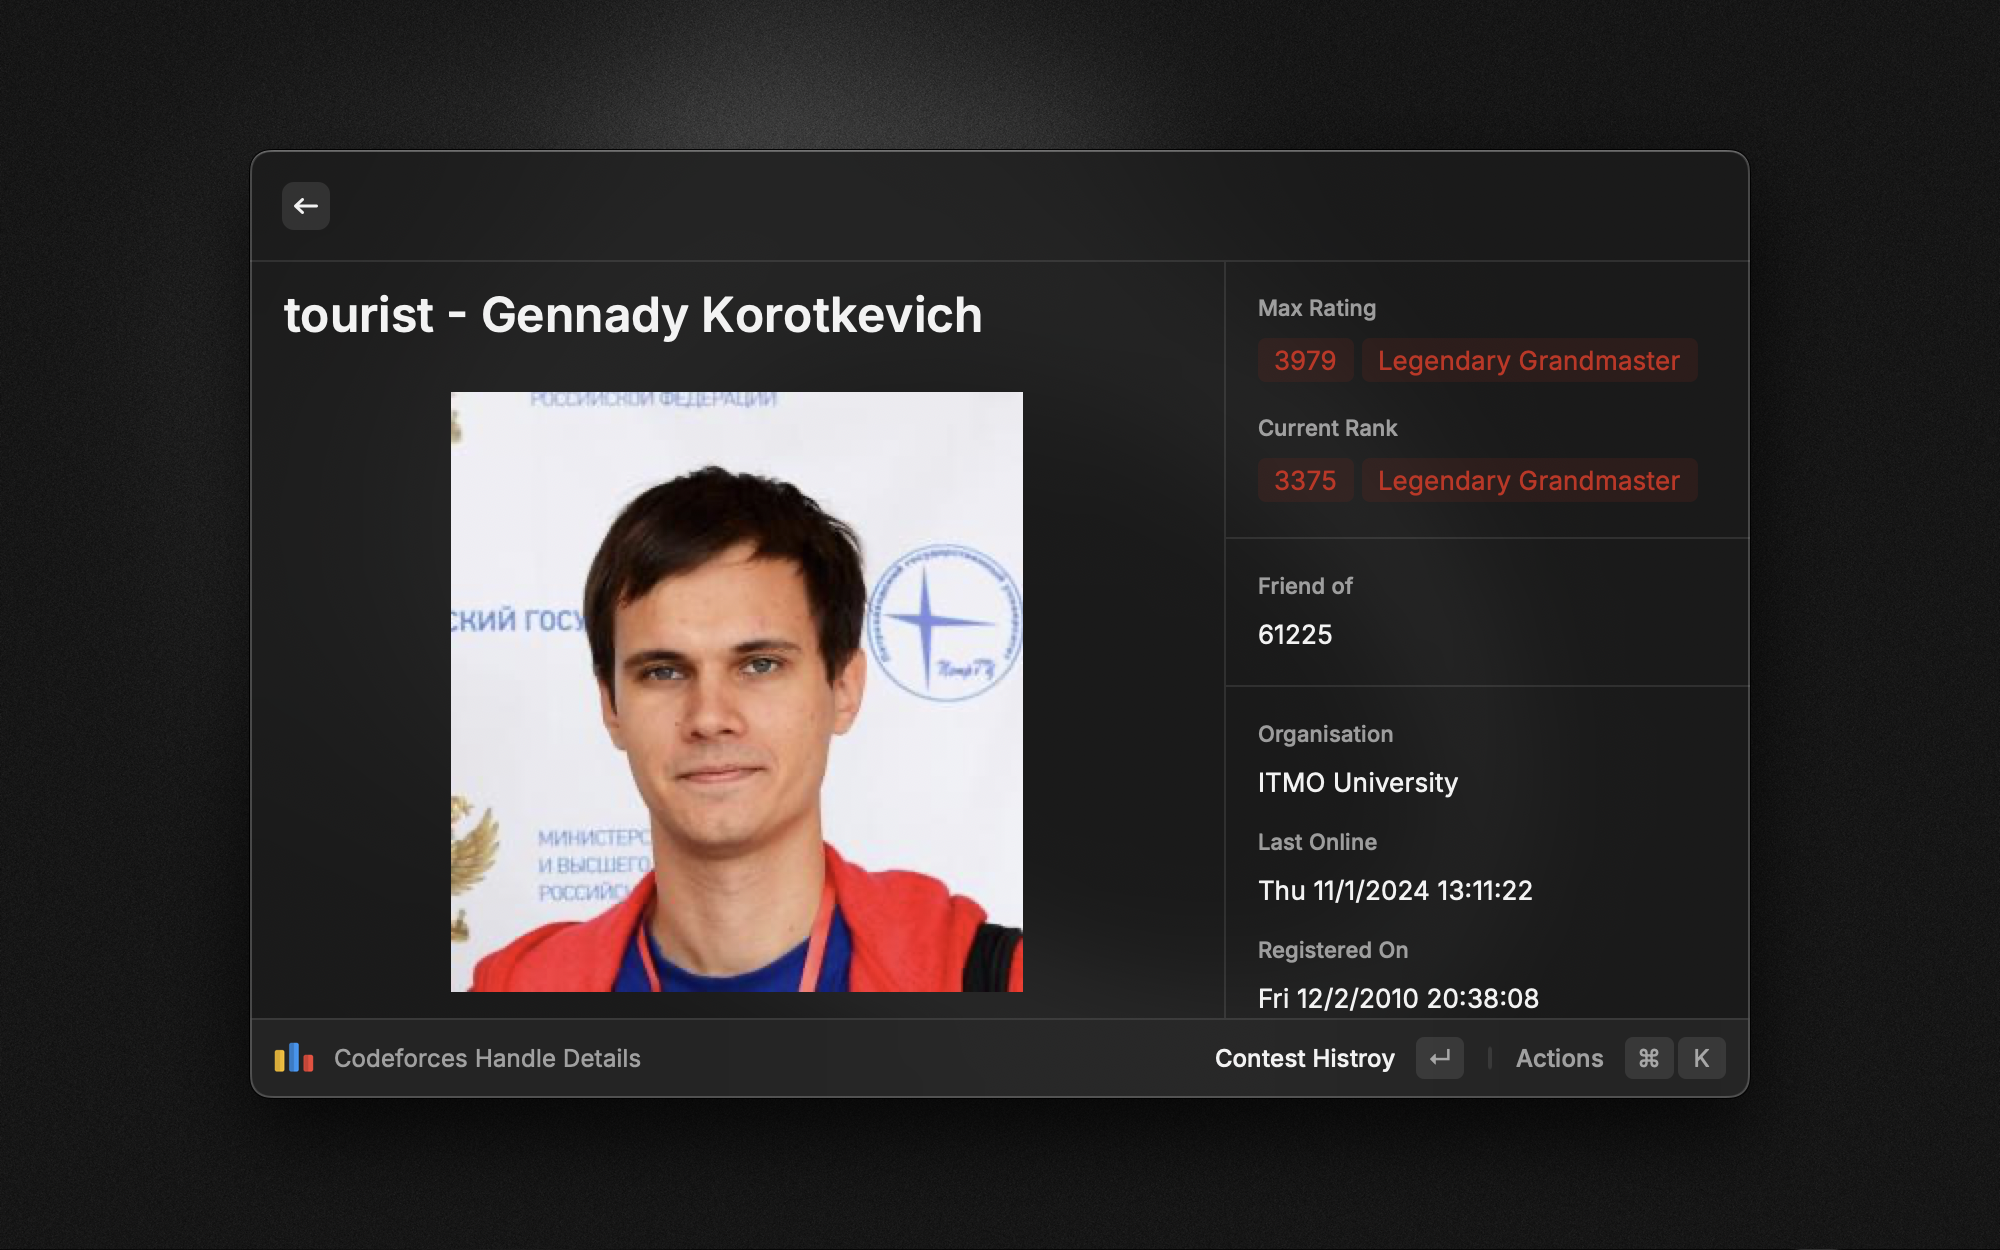 tourist - Gennady Korotkevich
РОССИЙСКОЙ ФЕДЕРАЦИИ
СКИЙ ГОСУ
МИНИСТЕРС
И ВЫСШЕГО
РОССИЙС
Max Rating
3979 Legendary Grandmaster
Current Rank
3375 Legendary Grandmaster
Friend of
61225
Organisation
ITMO University
Last Online
Thu 11/1/2024 13:11:22
Registered On
Fri 12/2/2010 20:38:08
Codeforces Handle Details
Contest Histroy ↵ | Actions ⌘ K